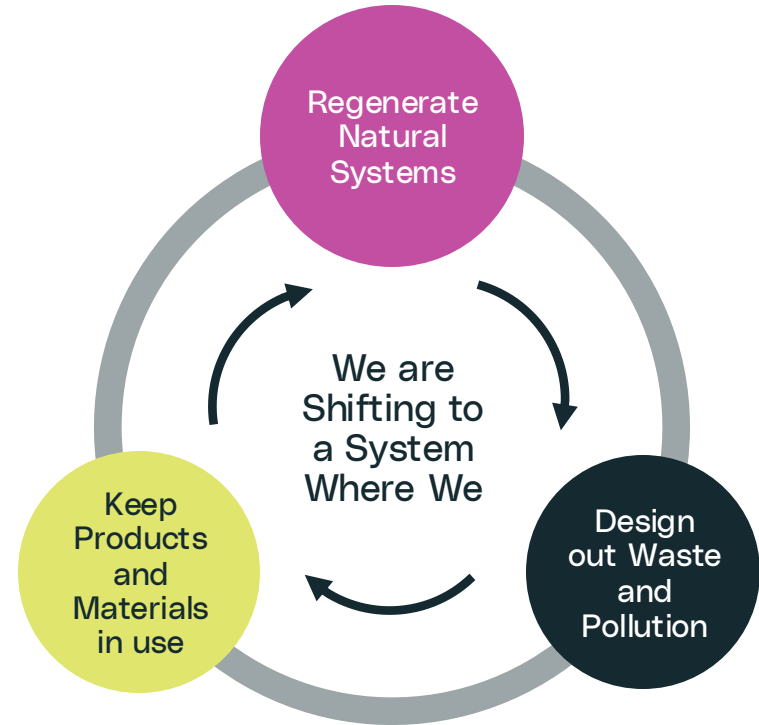 Regenerate
Natural
Systems
We are
Shifting to
a System
Where We
Keep
Products
and
Materials
in use
Design
out Waste
and
Pollution